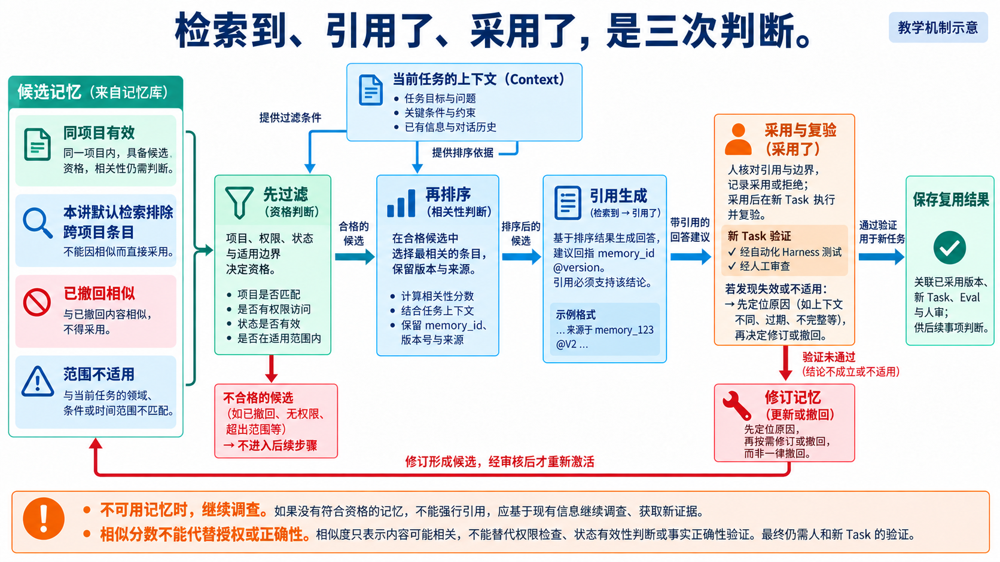 检索到、引用了、采用了，是三次判断。
教学机制示意
候选记忆（来自记忆库）
同项目有效
同一项目内，具备候选
资格，相关性仍需判断。
本讲默认检索排除
跨项目条目
不能因相似而直接采用。
已撤回相似
与已撤回内容相似，
不得采用。
范围不适用
与当前任务的领域、
条件或时间范围不匹配。
当前任务的上下文（Context）
• 任务目标与问题
• 关键条件与约束
• 已有信息与对话历史
提供过滤条件
提供排序依据
先过滤
（资格判断）
项目、权限、状态
与适用边界
决定资格。
• 项目是否匹配
• 是否有权限访问
• 状态是否有效
• 是否在适用范围内
不合格的候选
（如已撤回、无权限、
超出范围等）
→ 不进入后续步骤
合格的
候选
再排序
（相关性判断）
在合格候选中
选择最相关的条目，
保留版本与来源。
• 计算相关性分数
• 结合任务上下文
• 保留 memory_id、
版本号与来源
排序后的
候选
引用生成
（检索到 → 引用了）
基于排序结果生成回答，
建议回指 memory_id
@version。
引用必须支持该结论。
示例格式
…来源于 memory_123
@V2 …
带引用的
回答建议
采用与复验
（采用了）
人核对引用与边界，
记录采用或拒绝；
采用后在新 Task 执行
并复验。
新 Task 验证
✓ 经自动化 Harness 测试
✓ 经人工审查
若发现失效或不适用：
→ 先定位原因（如上下文
不同、过期、不完整等），
再决定修订或撤回。
通过验证
用于新任务
保存复用结果
关联已采用版本、
新 Task、Eval
与人审；
供后续事项判断。
验证未通过
（结论不成立或不适用）
修订记忆
（更新或撤回）
先定位原因，
再按需修订或撤回，
而非一律撤回。
修订形成候选，经审核后才重新激活
• 不可用记忆时，继续调查。如果没有符合资格的记忆，不能强行引用，应基于现有信息继续调查、获取新证据。
• 相似分数不能代替授权或正确性。相似度只表示内容可能相关，不能替代权限检查、状态有效性判断或事实正确性验证。最终仍需人和新 Task 的验证。